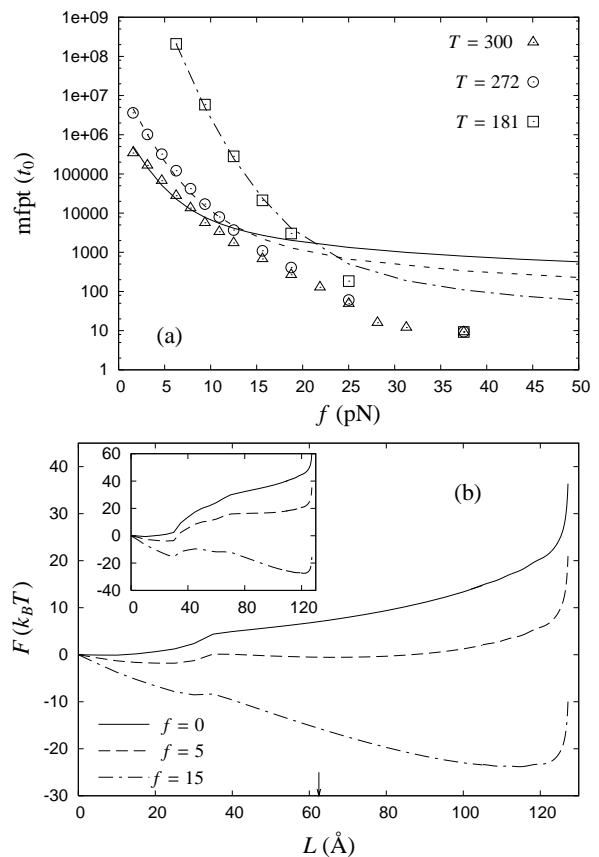 1e+09
1e+08
1e+07
1e+06
100000
10000
1000
100
10
1
mfpt (t₀)
T = 300
T = 272
T = 181
(a)
0 5 10 15 20 25 30 35 40 45 50
f (pN)
40
30
20
10
0
-10
-20
-30
F (k_BT)
60
40
20
0
-20
-40
0 40 80 120
(b)
f = 0
f = 5
f = 15
0 20 40 60 80 100 120
L (Å)